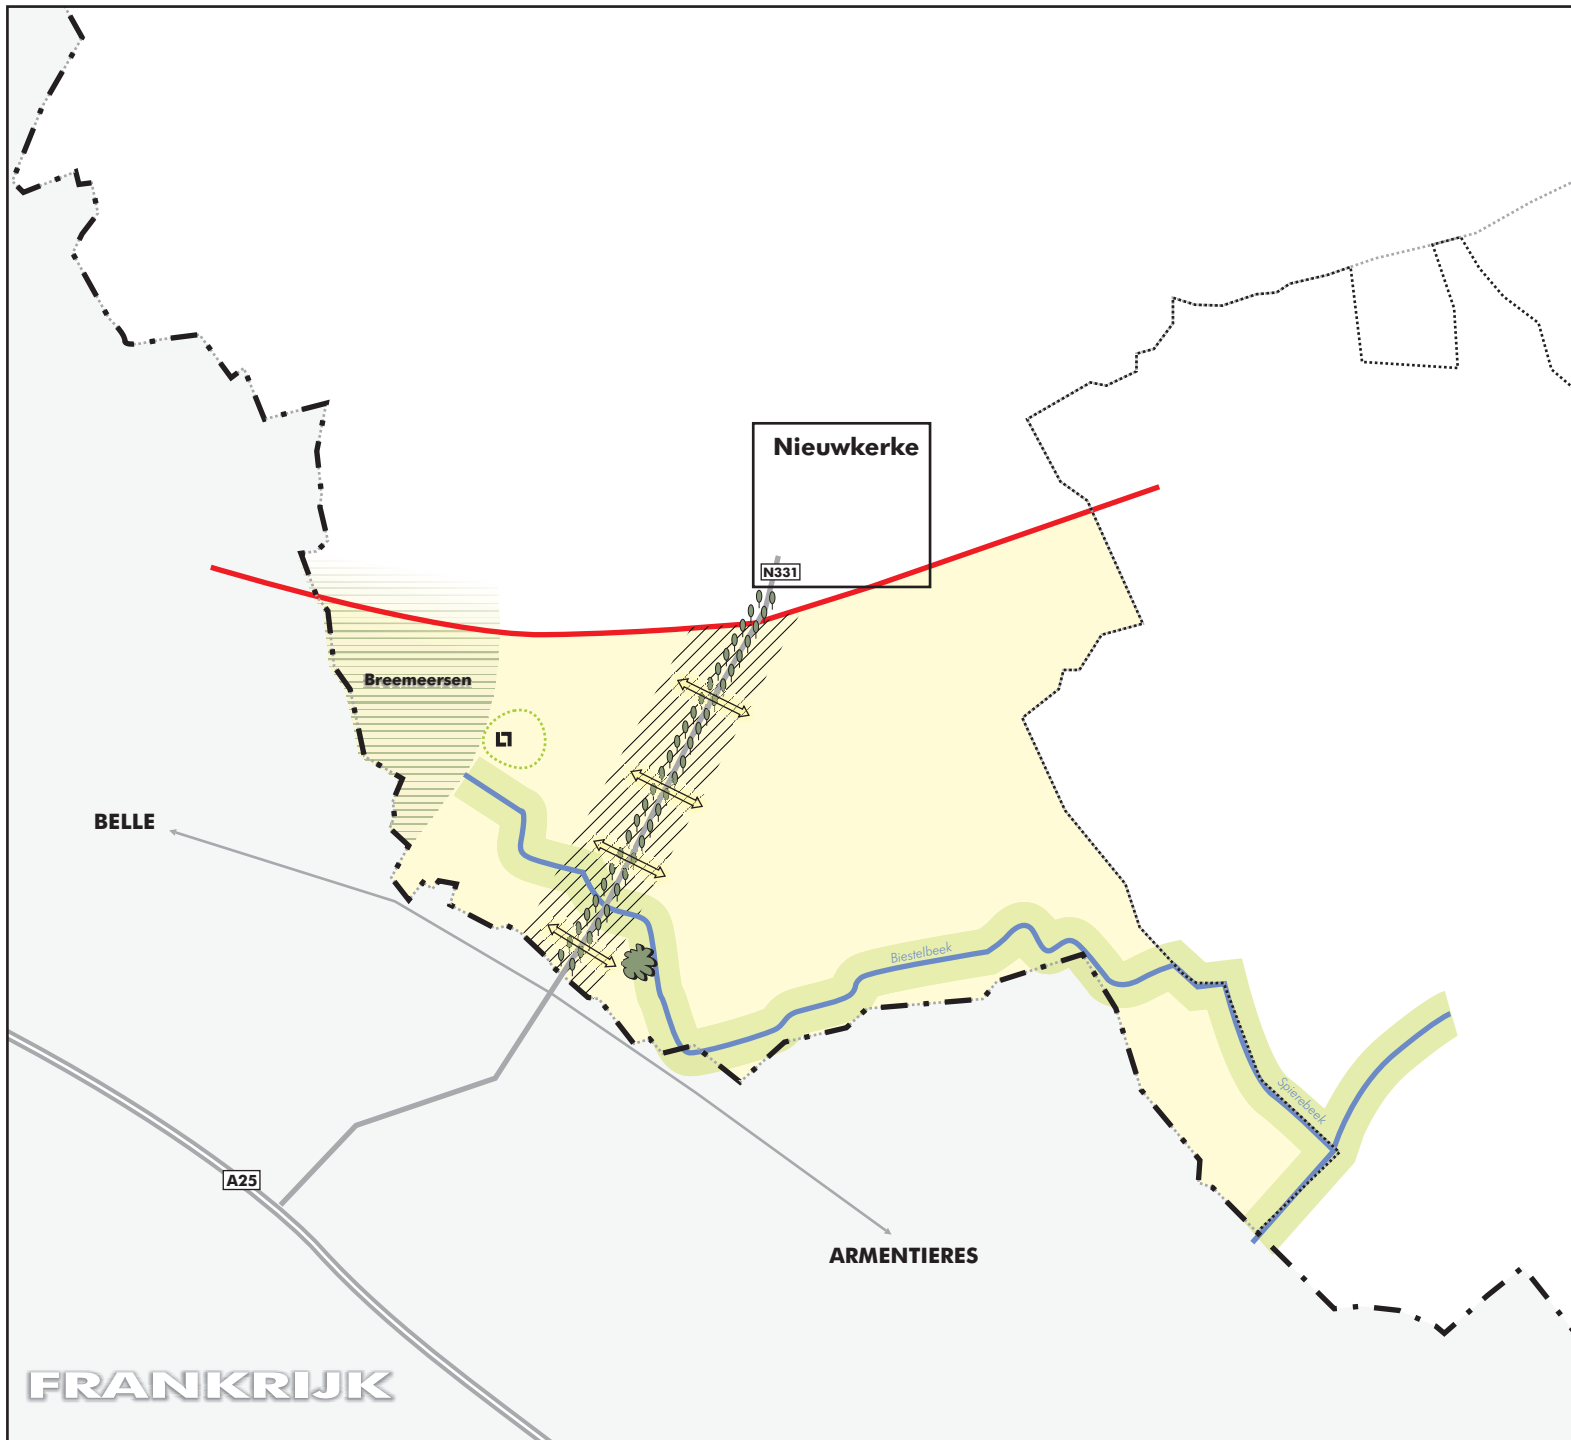 Nieuwkerke
N331
Breemeersen
BELLE
Biestelbeek
Spierebeek
A25
ARMENTIERES
FRANKRIJK